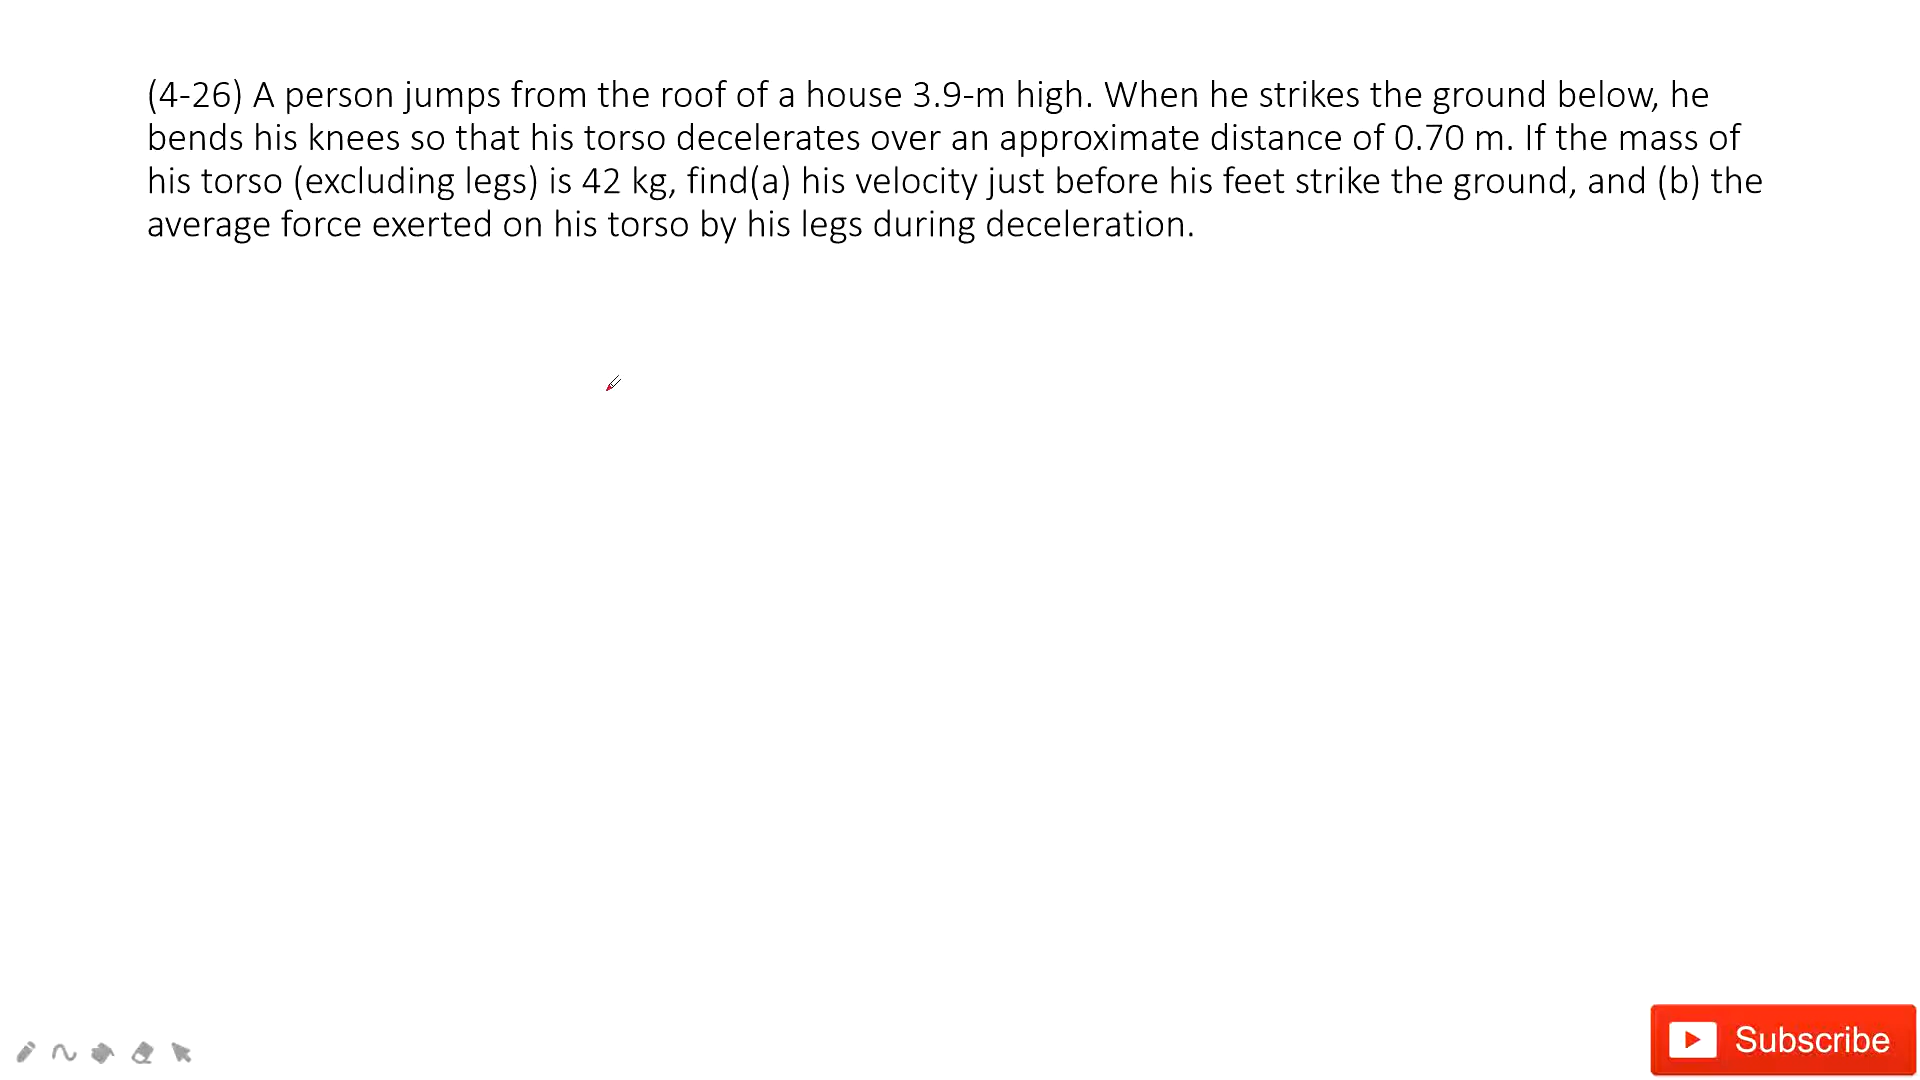 (4-26) A person jumps from the roof of a house 3.9-m high. When he strikes the ground below, he
bends his knees so that his torso decelerates over an approximate distance of 0.70 m. If the mass of
his torso (excluding legs) is 42 kg, find(a) his velocity just before his feet strike the ground, and (b) the
average force exerted on his torso by his legs during deceleration.
Subscribe